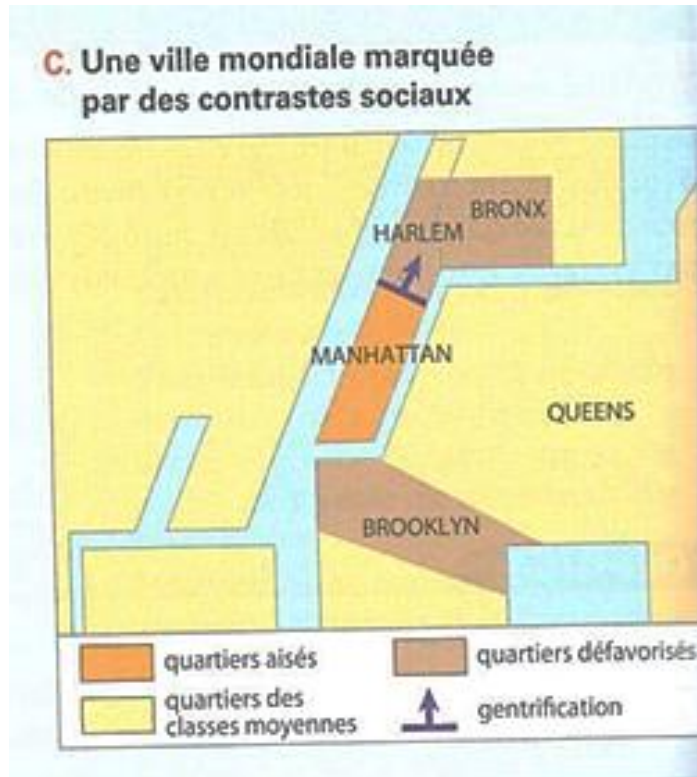 C. Une ville mondiale marquée
par des contrastes sociaux
BRONX
HARLEM
MANHATTAN
QUEENS
BROOKLYN
quartiers aisés
quartiers défavorisés
quartiers des
classes moyennes
gentrification